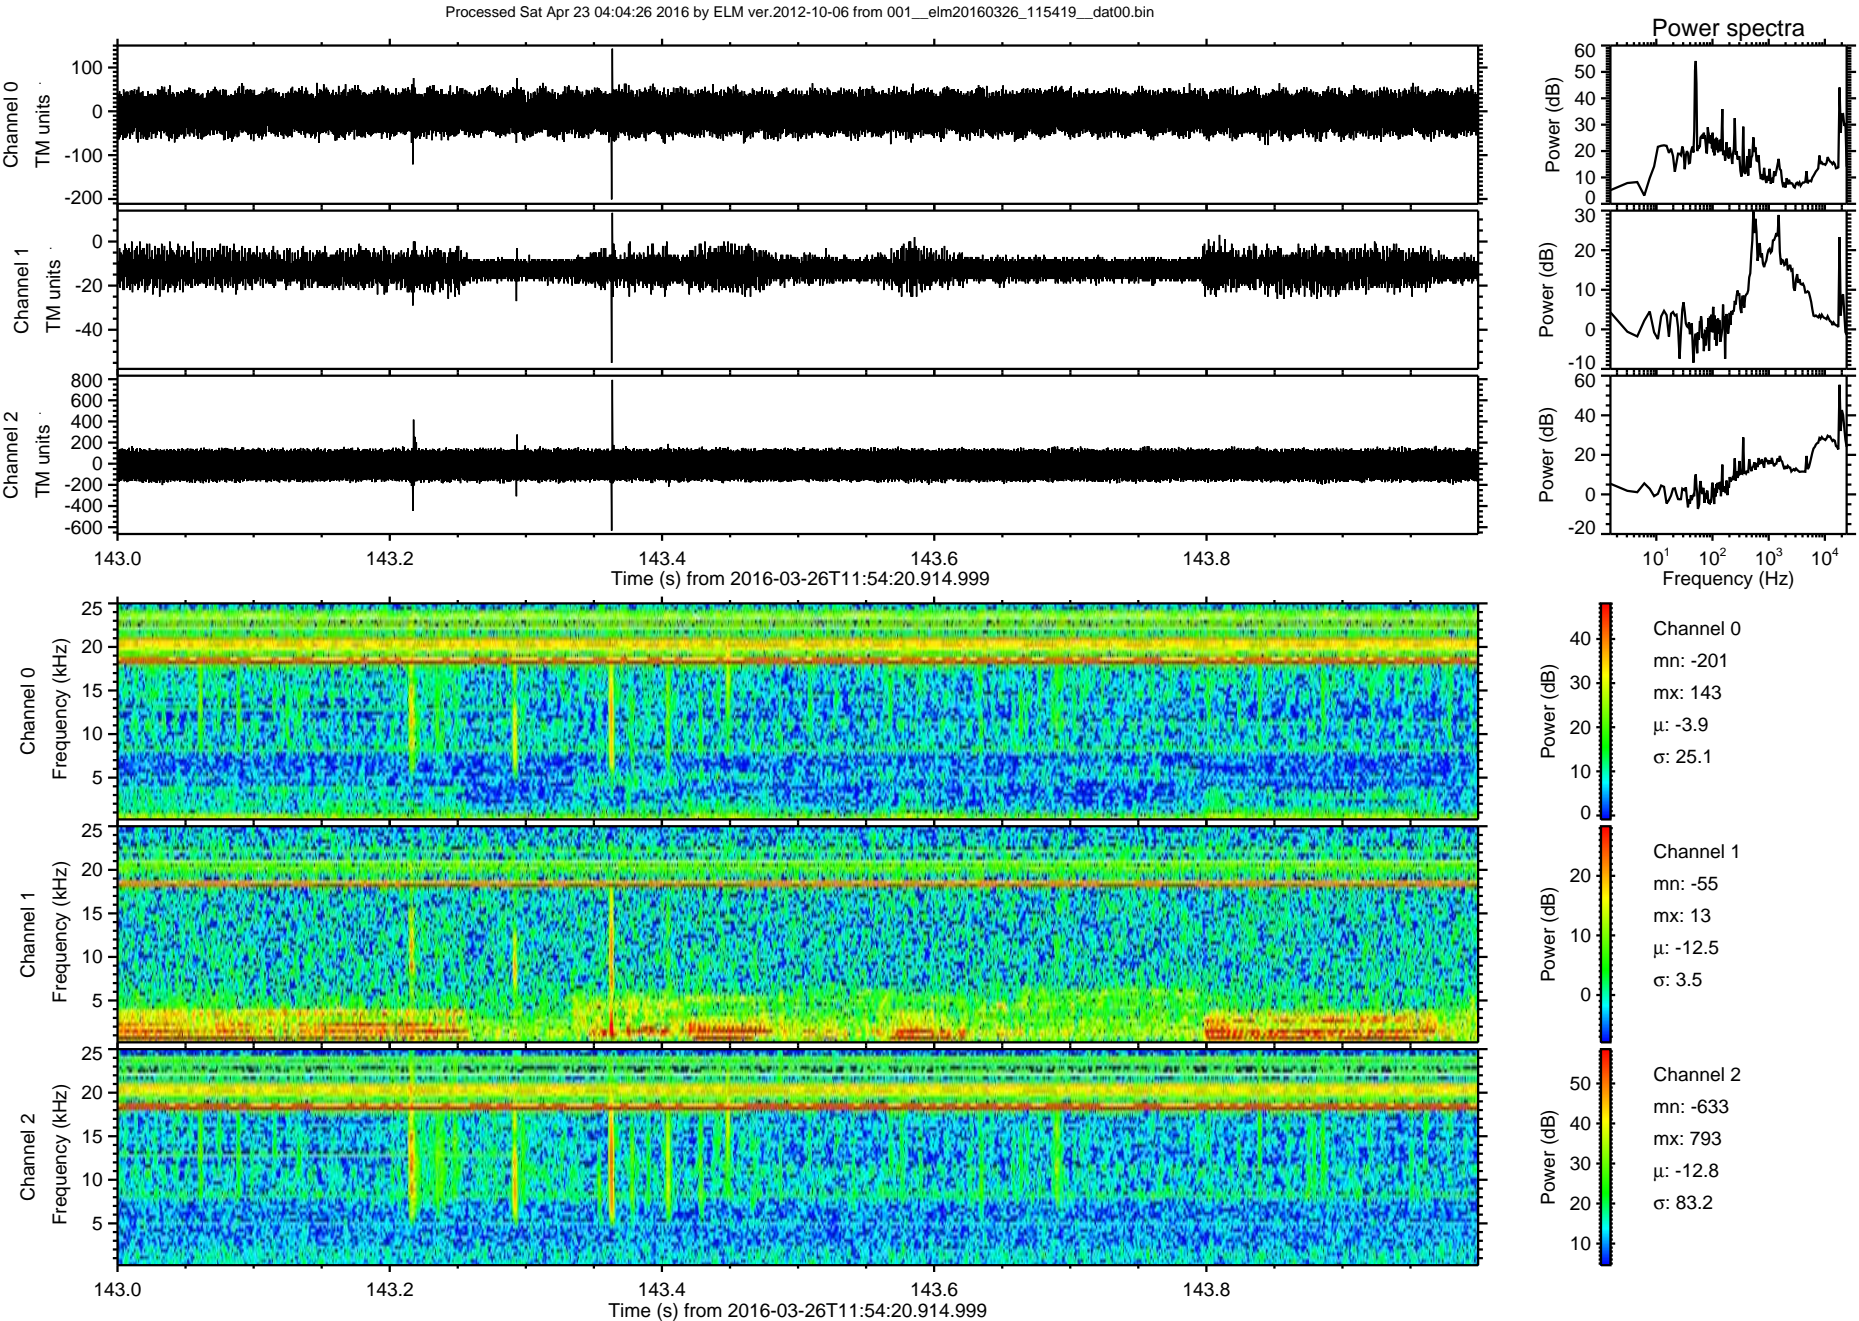 Processed Sat Apr 23 04:04:26 2016 by ELM ver.2012-10-06 from 001__elm20160326_115419__dat00.bin
Power spectra
Channel 0
TM units
100
0
-100
-200
Power (dB)
60
50
40
30
20
10
0
Channel 1
TM units
0
-20
-40
Power (dB)
30
20
10
0
-10
Channel 2
TM units
800
600
400
200
0
-200
-400
-600
Power (dB)
60
40
20
0
-20
143.0 143.2 143.4 143.6 143.8
Time (s) from 2016-03-26T11:54:20.914.999
10^1 10^2 10^3 10^4
Frequency (Hz)
Channel 0
Frequency (kHz)
25
20
15
10
5
Power (dB)
40
30
20
10
0
Channel 0
mn: -201
mx: 143
μ: -3.9
σ: 25.1
Channel 1
Frequency (kHz)
25
20
15
10
5
Power (dB)
20
10
0
Channel 1
mn: -55
mx: 13
μ: -12.5
σ: 3.5
Channel 2
Frequency (kHz)
25
20
15
10
5
Power (dB)
50
40
30
20
10
Channel 2
mn: -633
mx: 793
μ: -12.8
σ: 83.2
143.0 143.2 143.4 143.6 143.8
Time (s) from 2016-03-26T11:54:20.914.999